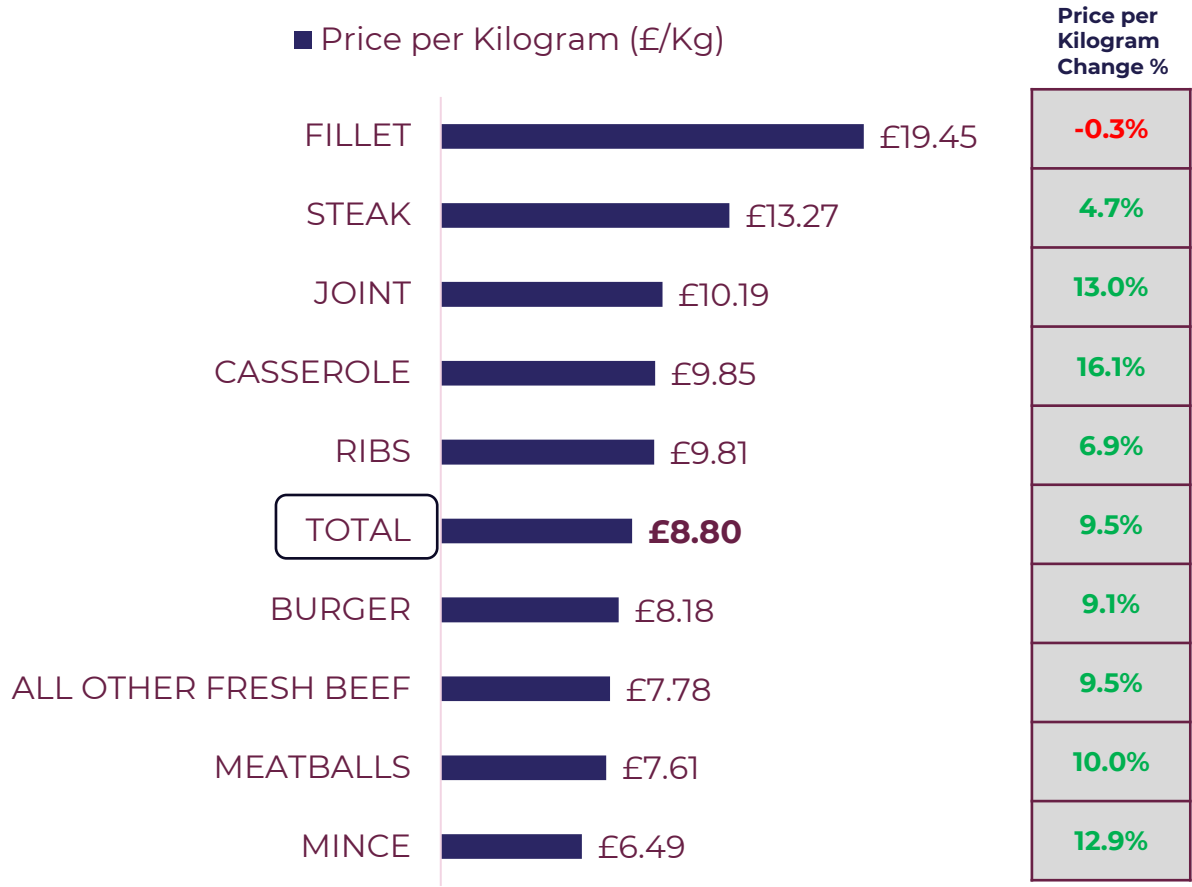 Price per Kilogram (£/Kg)
Price per
Kilogram
Change %
FILLET £19.45 -0.3%
STEAK £13.27 4.7%
JOINT £10.19 13.0%
CASSEROLE £9.85 16.1%
RIBS £9.81 6.9%
TOTAL £8.80 9.5%
BURGER £8.18 9.1%
ALL OTHER FRESH BEEF £7.78 9.5%
MEATBALLS £7.61 10.0%
MINCE £6.49 12.9%